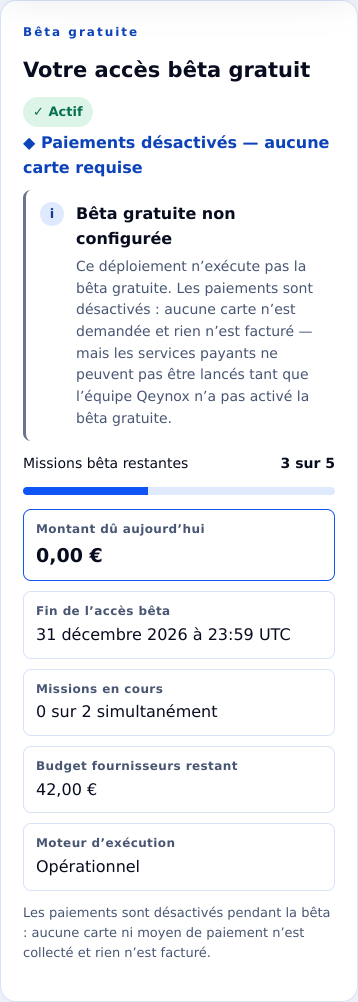 Bêta gratuite
Votre accès bêta gratuit
✓ Actif
◆ Paiements désactivés — aucune
carte requise
i
Bêta gratuite non
configurée
Ce déploiement n’exécute pas la
bêta gratuite. Les paiements sont
désactivés : aucune carte n’est
demandée et rien n’est facturé —
mais les services payants ne
peuvent pas être lancés tant que
l’équipe Qeynox n’a pas activé la
bêta gratuite.
Missions bêta restantes 3 sur 5
Montant dû aujourd’hui
0,00 €
Fin de l’accès bêta
31 décembre 2026 à 23:59 UTC
Missions en cours
0 sur 2 simultanément
Budget fournisseurs restant
42,00 €
Moteur d’exécution
Opérationnel
Les paiements sont désactivés pendant la bêta
: aucune carte ni moyen de paiement n’est
collecté et rien n’est facturé.